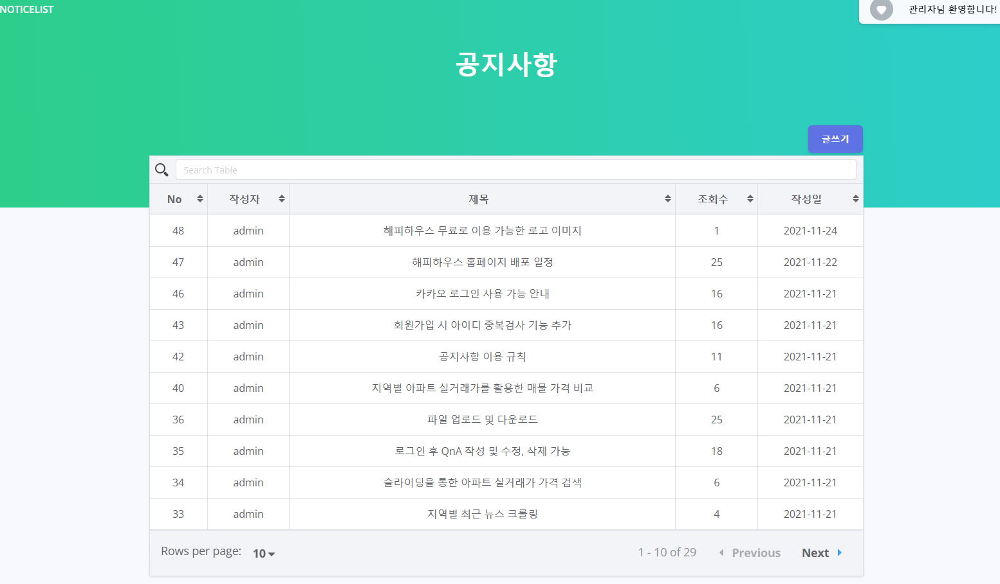 NOTICELIST
관리자님 환영합니다!
공지사항
글쓰기
Search Table
No 작성자 제목 조회수 작성일
48 admin 해피하우스 무료로 이용 가능한 로고 이미지 1 2021-11-24
47 admin 해피하우스 홈페이지 배포 일정 25 2021-11-22
46 admin 카카오 로그인 사용 가능 안내 16 2021-11-21
43 admin 회원가입 시 아이디 중복검사 기능 추가 16 2021-11-21
42 admin 공지사항 이용 규칙 11 2021-11-21
40 admin 지역별 아파트 실거래가를 활용한 매물 가격 비교 6 2021-11-21
36 admin 파일 업로드 및 다운로드 25 2021-11-21
35 admin 로그인 후 QnA 작성 및 수정, 삭제 가능 18 2021-11-21
34 admin 슬라이딩을 통한 아파트 실거래가 가격 검색 6 2021-11-21
33 admin 지역별 최근 뉴스 크롤링 4 2021-11-21
Rows per page: 10 1 - 10 of 29 Previous Next